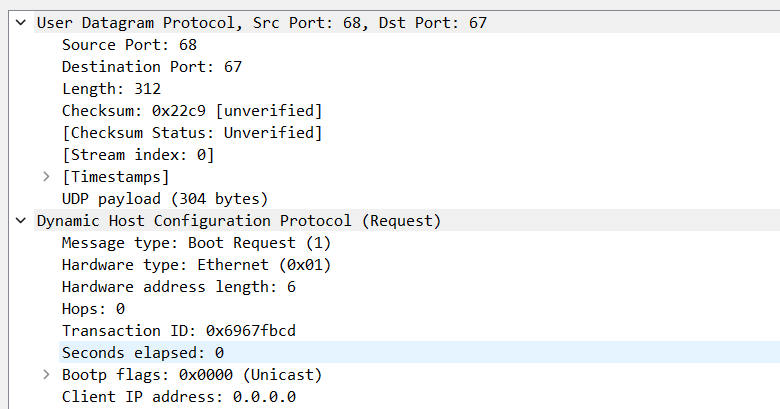 User Datagram Protocol, Src Port: 68, Dst Port: 67
Source Port: 68
Destination Port: 67
Length: 312
Checksum: 0x22c9 [unverified]
[Checksum Status: Unverified]
[Stream index: 0]
[Timestamps]
UDP payload (304 bytes)
Dynamic Host Configuration Protocol (Request)
Message type: Boot Request (1)
Hardware type: Ethernet (0x01)
Hardware address length: 6
Hops: 0
Transaction ID: 0x6967fbcd
Seconds elapsed: 0
Bootp flags: 0x0000 (Unicast)
Client IP address: 0.0.0.0